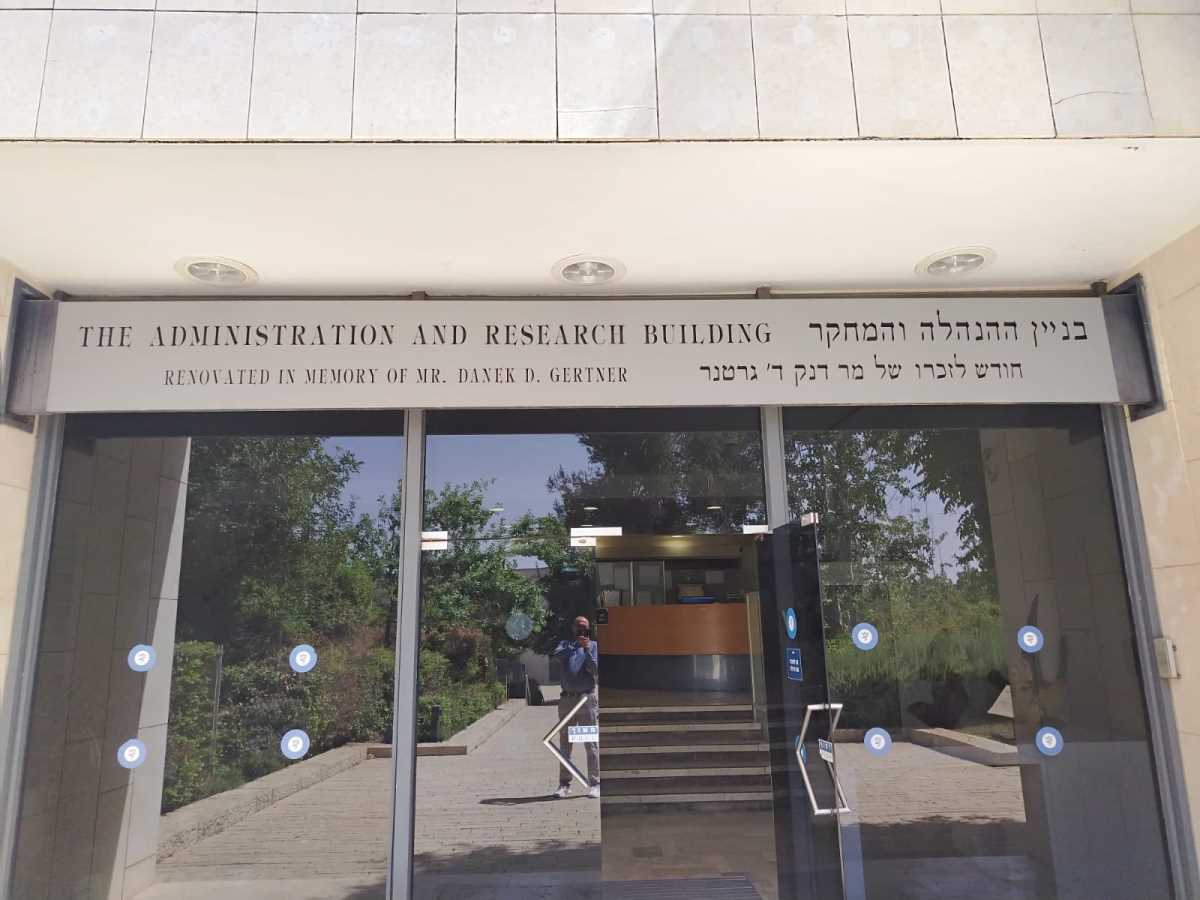 THE ADMINISTRATION AND RESEARCH BUILDING
בניין ההנהלה והמחקר
RENOVATED IN MEMORY OF MR. DANEK D. GERTNER
חודש לזכרו של מר דנק ד׳ גרטנר